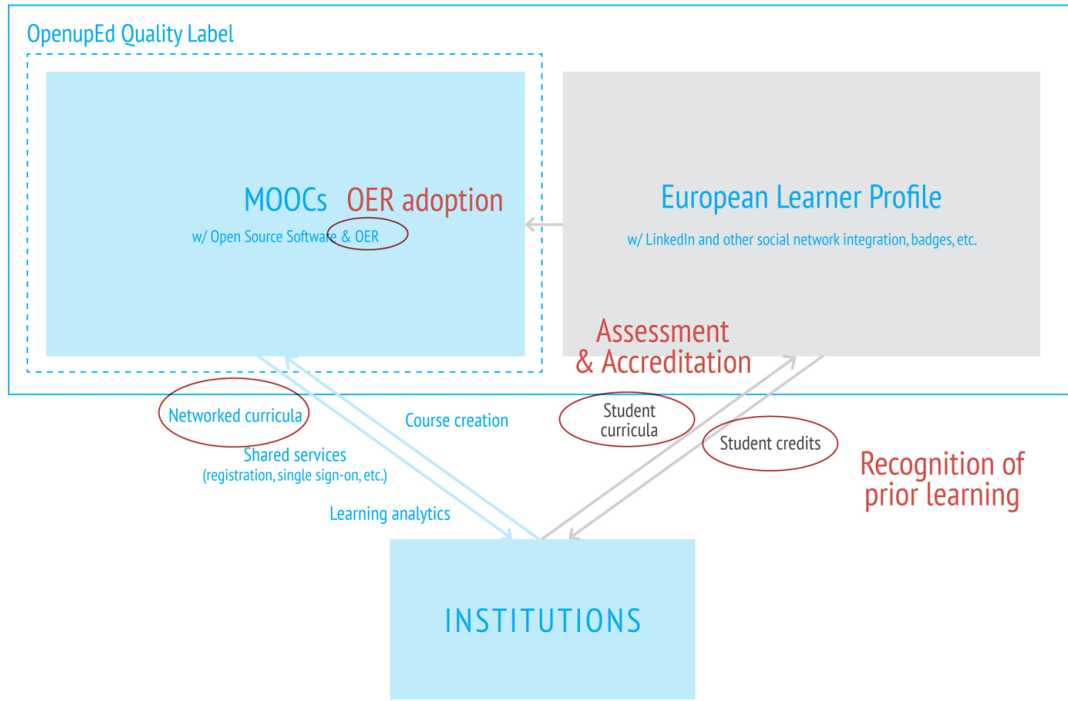 OpenupEd Quality Label
MOOCs OER adoption
w/ Open Source Software & OER
European Learner Profile
w/ LinkedIn and other social network integration, badges, etc.
Assessment
& Accreditation
Networked curricula
Course creation
Student
curricula
Student credits
Shared services
(registration, single sign-on, etc.)
Recognition of
prior learning
Learning analytics
INSTITUTIONS